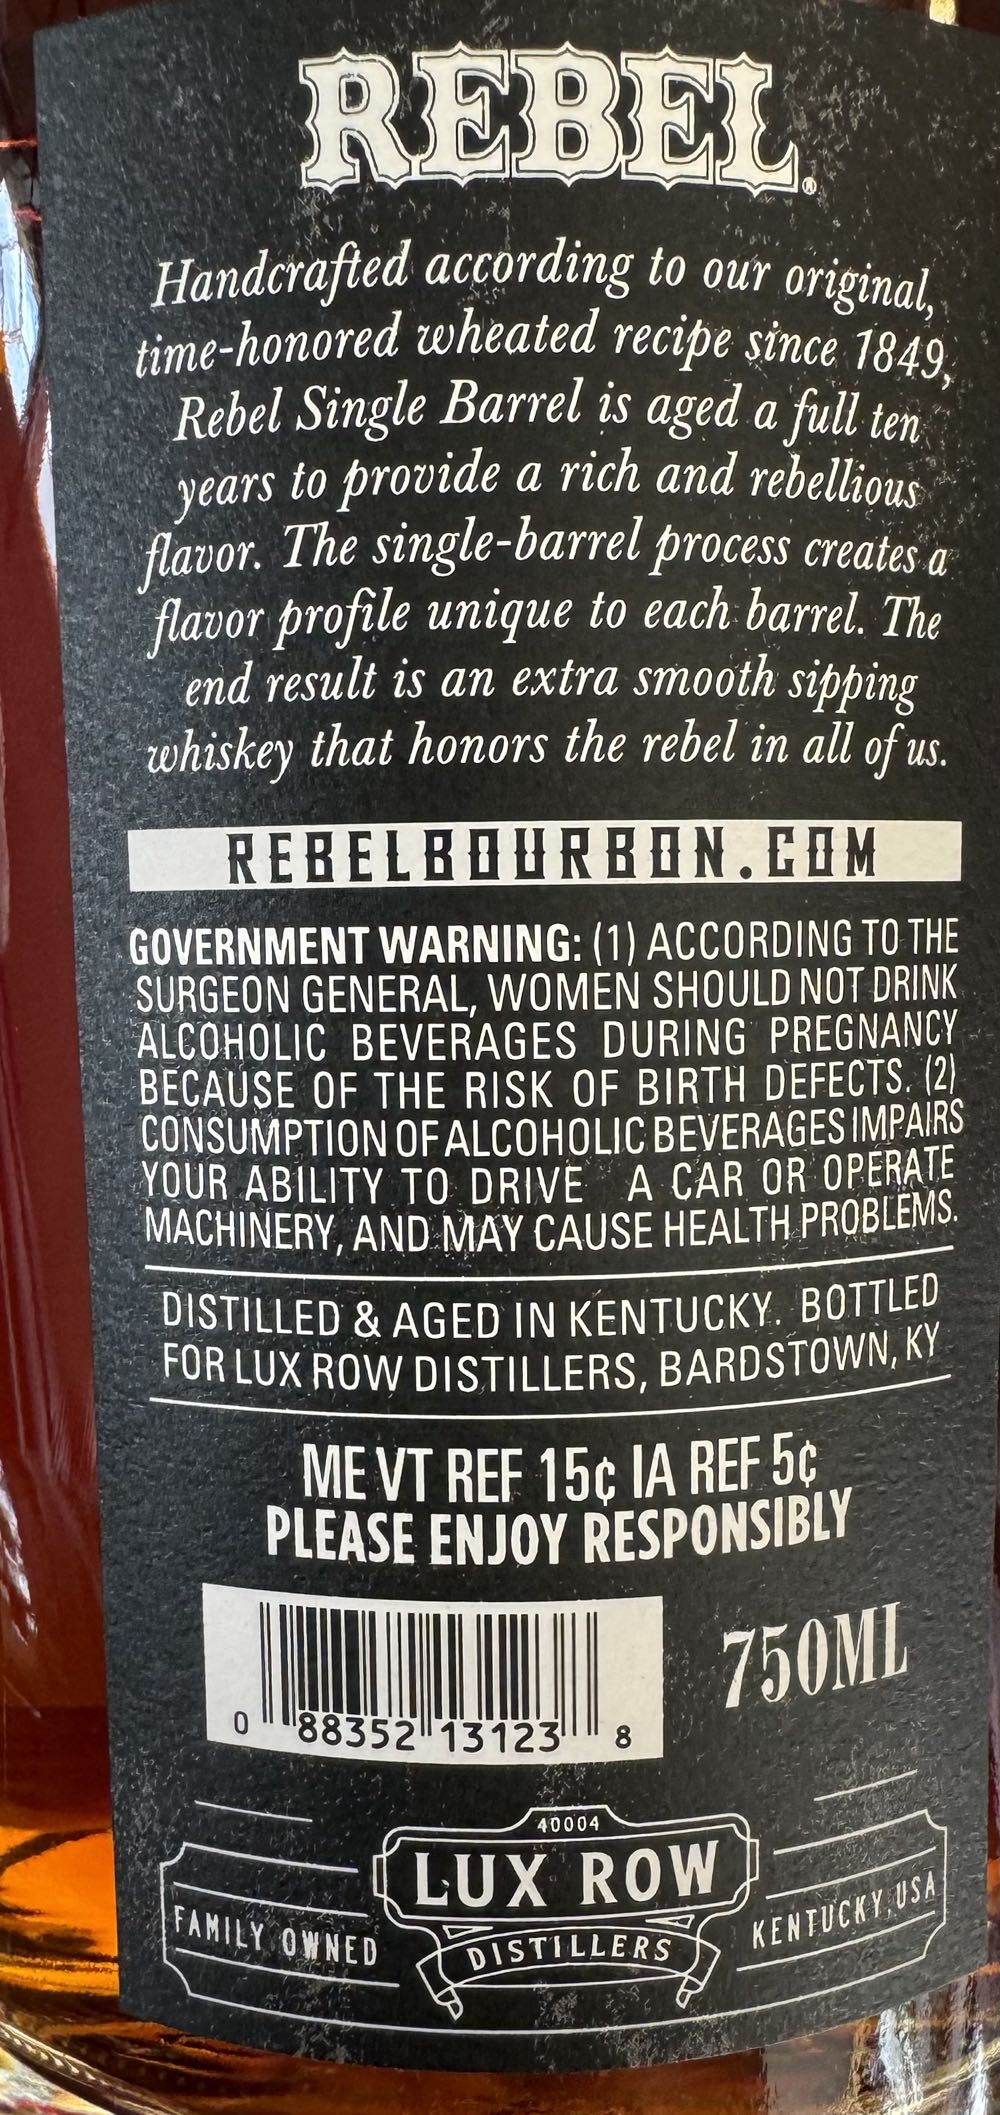 REBEL®
Handcrafted according to our original,
time-honored wheated recipe since 1849,
Rebel Single Barrel is aged a full ten
years to provide a rich and rebellious
flavor. The single-barrel process creates a
flavor profile unique to each barrel. The
end result is an extra smooth sipping
whiskey that honors the rebel in all of us.
REBELBOURBON.COM
GOVERNMENT WARNING: (1) ACCORDING TO THE
SURGEON GENERAL, WOMEN SHOULD NOT DRINK
ALCOHOLIC BEVERAGES DURING PREGNANCY
BECAUSE OF THE RISK OF BIRTH DEFECTS. (2)
CONSUMPTION OF ALCOHOLIC BEVERAGES IMPAIRS
YOUR ABILITY TO DRIVE A CAR OR OPERATE
MACHINERY, AND MAY CAUSE HEALTH PROBLEMS.
DISTILLED & AGED IN KENTUCKY. BOTTLED
FOR LUX ROW DISTILLERS, BARDSTOWN, KY
ME VT REF 15¢ IA REF 5¢
PLEASE ENJOY RESPONSIBLY
750ML
0 88352 13123 8
40004
LUX ROW
DISTILLERS
FAMILY OWNED
KENTUCKY, USA